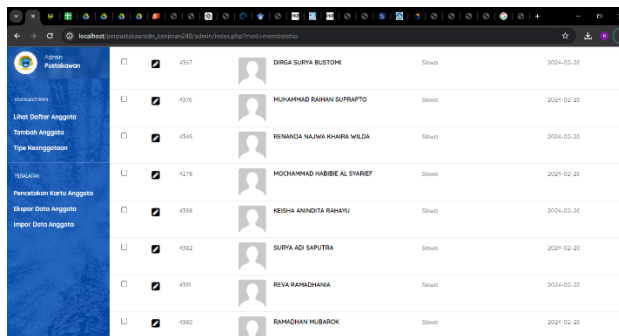 localhost/perpustakaansdn_kenjeran248/admin/index.php?mod=membership
Admin
Pustakawan
KEANGGOTAAN
Lihat Daftar Anggota
Tambah Anggota
Tipe Keanggotaan
PERALATAN
Pencetakan Kartu Anggota
Ekspor Data Anggota
Impor Data Anggota
4367 DIRGA SURYA BUSTOMI Siswa 2024-02-20
4376 MUHAMMAD RAIHAN SUPRAPTO Siswa 2024-02-20
4345 RENANDA NAJWA KHAIRA WILDA Siswa 2024-02-20
4278 MOCHAMMAD HABIBIE AL SYARIEF Siswa 2024-02-20
4388 KEISHA ANINDITA RAHAYU Siswa 2024-02-20
4382 SURYA ADI SAPUTRA Siswa 2024-02-20
4381 REVA RAMADHANIA Siswa 2024-02-20
4380 RAMADHAN MUBAROK Siswa 2024-02-20